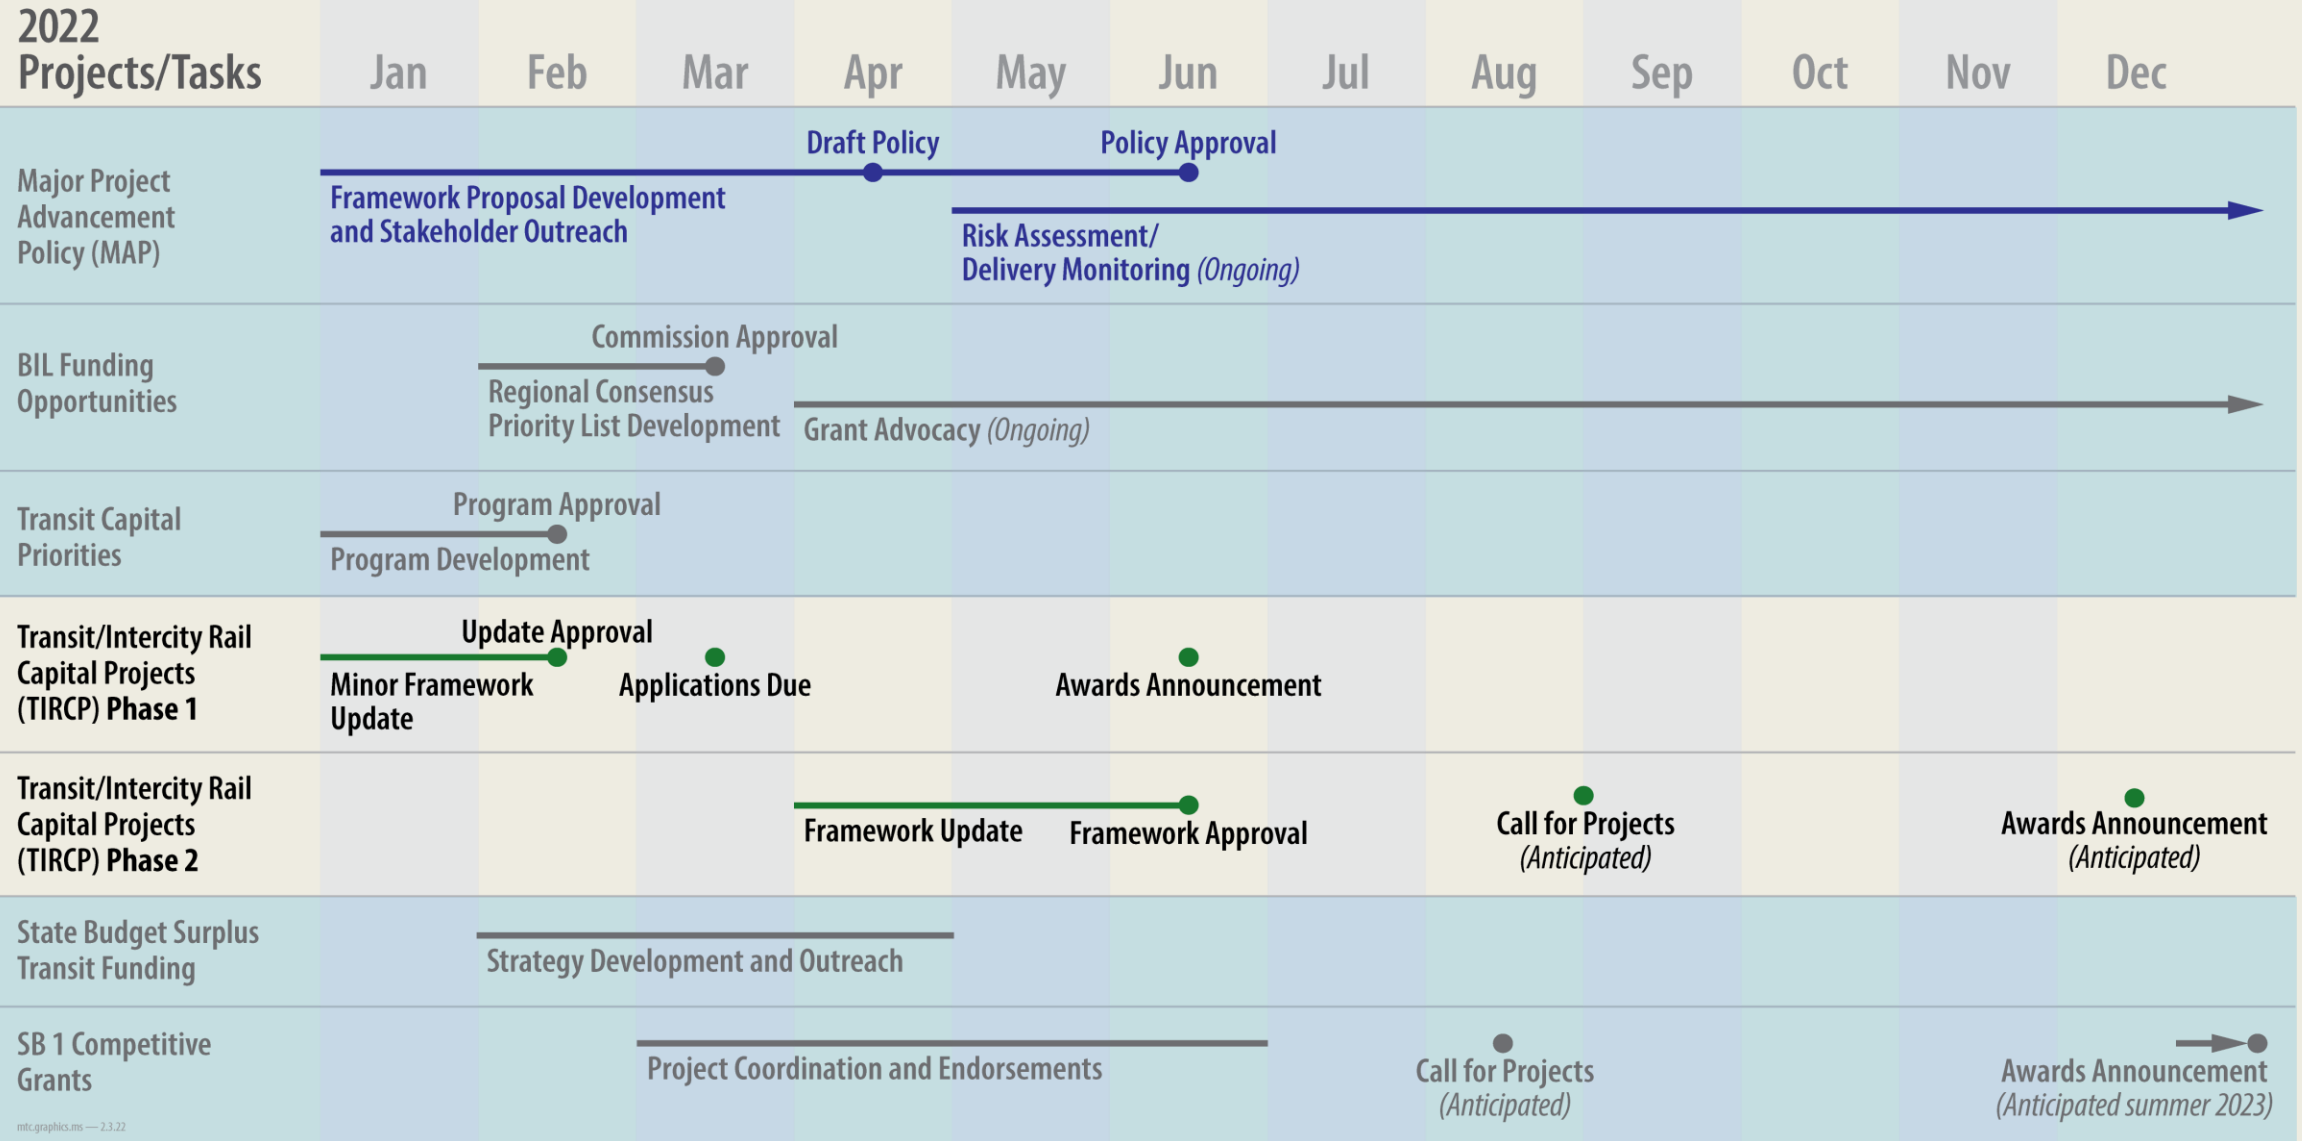 2022
Projects/Tasks
Jan Feb Mar Apr May Jun Jul Aug Sep Oct Nov Dec
Major Project
Advancement
Policy (MAP)
Draft Policy
Policy Approval
Framework Proposal Development
and Stakeholder Outreach
Risk Assessment/
Delivery Monitoring (Ongoing)
BIL Funding
Opportunities
Commission Approval
Regional Consensus
Priority List Development
Grant Advocacy (Ongoing)
Transit Capital
Priorities
Program Approval
Program Development
Transit/Intercity Rail
Capital Projects
(TIRCP) Phase 1
Update Approval
Minor Framework
Update
Applications Due
Awards Announcement
Transit/Intercity Rail
Capital Projects
(TIRCP) Phase 2
Framework Update
Framework Approval
Call for Projects
(Anticipated)
Awards Announcement
(Anticipated)
State Budget Surplus
Transit Funding
Strategy Development and Outreach
SB 1 Competitive
Grants
Project Coordination and Endorsements
Call for Projects
(Anticipated)
Awards Announcement
(Anticipated summer 2023)
mtc.graphics.ms — 2.3.22